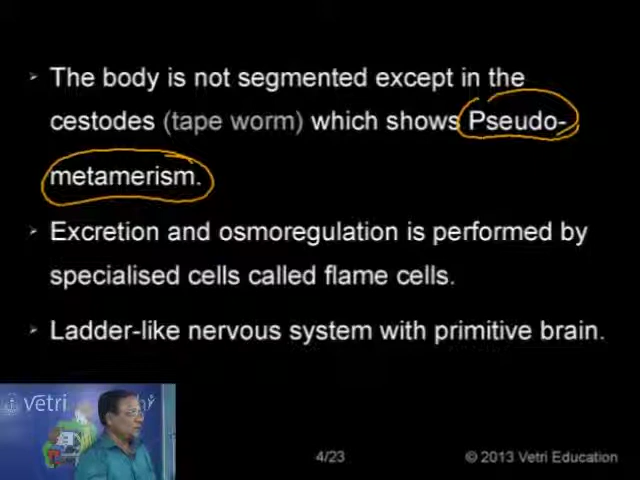 The body is not segmented except in the
cestodes (tape worm) which shows Pseudo-
metamerism.
Excretion and osmoregulation is performed by
specialised cells called flame cells.
Ladder-like nervous system with primitive brain.
vetri
4/23
© 2013 Vetri Education